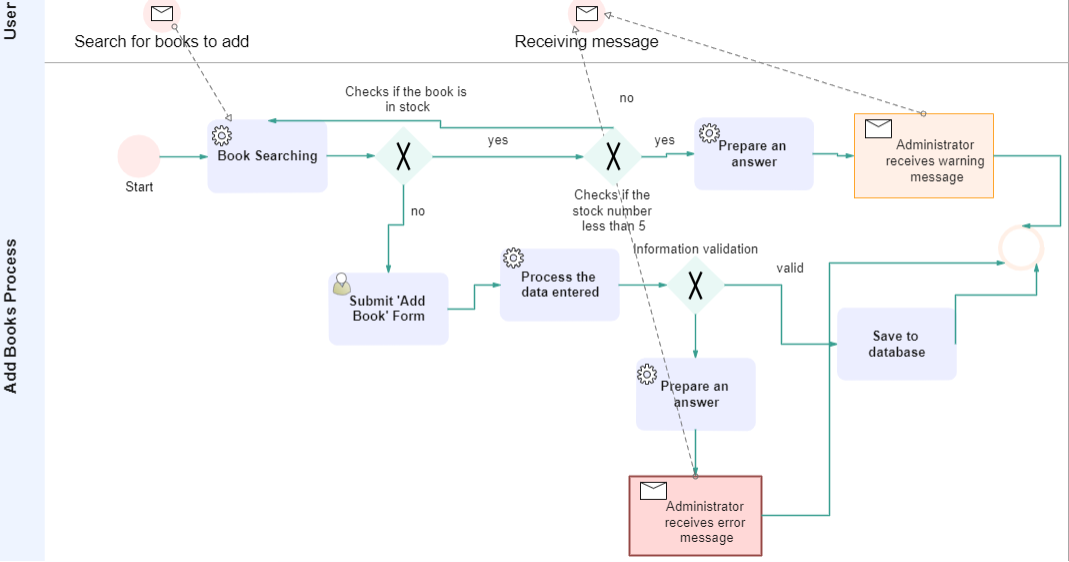 User
Search for books to add
Receiving message
Add Books Process
Checks if the book is
in stock
no
Start
Book Searching
yes
yes
Prepare an
answer
Administrator
receives warning
message
Checks if the
stock number
less than 5
no
Submit 'Add
Book' Form
Process the
data entered
Information validation
valid
Save to
database
Prepare an
answer
Administrator
receives error
message